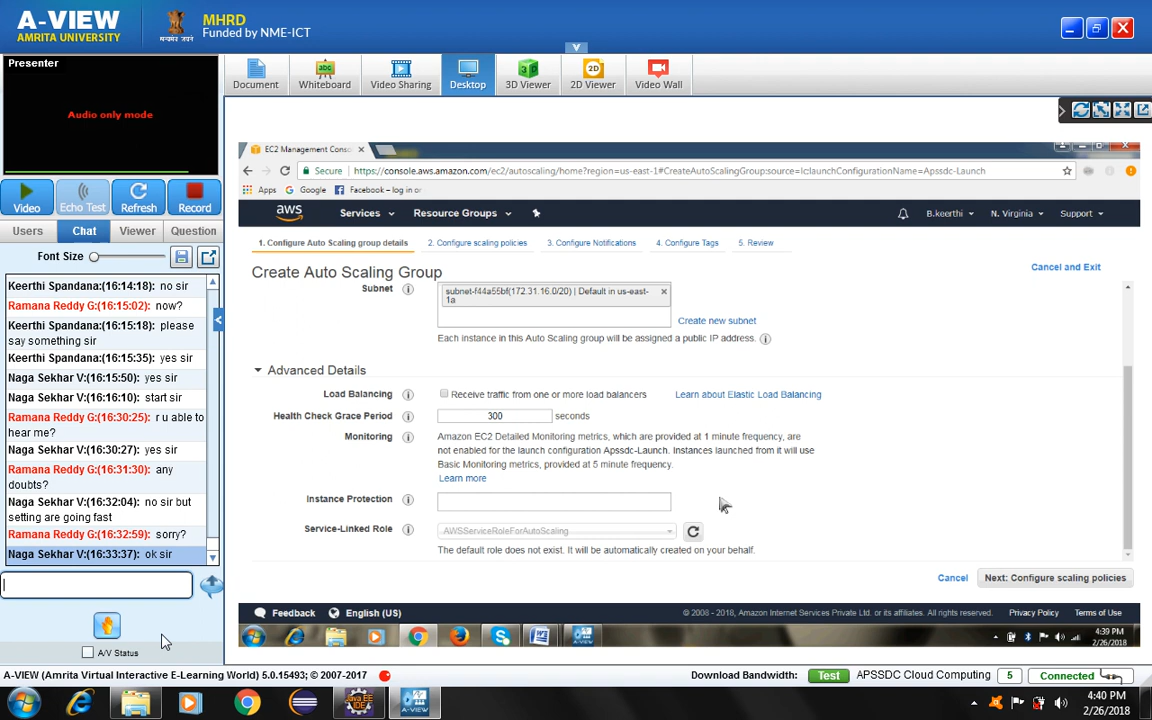 A-VIEW
AMRITA UNIVERSITY
MHRD
Funded by NME-ICT
Presenter
Audio only mode
Document
Whiteboard
Video Sharing
Desktop
3D Viewer
2D Viewer
Video Wall
Video
Echo Test
Refresh
Record
Users
Chat
Viewer
Question
Font Size
Keerthi Spandana:(16:14:18): no sir
Ramana Reddy G:(16:15:02): now?
Keerthi Spandana:(16:15:18): please
say something sir
Keerthi Spandana:(16:15:35): yes sir
Naga Sekhar V:(16:15:50): yes sir
Naga Sekhar V:(16:16:10): start sir
Ramana Reddy G:(16:30:25): r u able to
hear me?
Naga Sekhar V:(16:30:27): yes sir
Ramana Reddy G:(16:31:30): any
doubts?
Naga Sekhar V:(16:32:04): no sir but
setting are going fast
Ramana Reddy G:(16:32:59): sorry?
Naga Sekhar V:(16:33:37): ok sir
A/V Status
EC2 Management Conso
Secure
https://console.aws.amazon.com/ec2/autoscaling/home?region=us-east-1#CreateAutoScalingGroup:source=lclaunchConfigurationName=Apssdc-Launch
Apps
Google
Facebook – log in or
aws
Services
Resource Groups
B.keerthi
N. Virginia
Support
1. Configure Auto Scaling group details
2. Configure scaling policies
3. Configure Notifications
4. Configure Tags
5. Review
Create Auto Scaling Group
Cancel and Exit
Subnet
subnet-f44a55bf(172.31.16.0/20) | Default in us-east-
1a
Create new subnet
Each instance in this Auto Scaling group will be assigned a public IP address.
Advanced Details
Load Balancing
Receive traffic from one or more load balancers
Learn about Elastic Load Balancing
Health Check Grace Period
300
seconds
Monitoring
Amazon EC2 Detailed Monitoring metrics, which are provided at 1 minute frequency, are
not enabled for the launch configuration Apssdc-Launch. Instances launched from it will use
Basic Monitoring metrics, provided at 5 minute frequency.
Learn more
Instance Protection
Service-Linked Role
AWSServiceRoleForAutoScaling
The default role does not exist. It will be automatically created on your behalf.
Cancel
Next: Configure scaling policies
Feedback
English (US)
© 2008 - 2018, Amazon Internet Services Private Ltd. or its affiliates. All rights reserved.
Privacy Policy
Terms of Use
4:39 PM
2/26/2018
A-VIEW (Amrita Virtual Interactive E-Learning World) 5.0.15493; © 2007-2017
Download Bandwidth:
Test
APSSDC Cloud Computing
5
Connected
Java EE
IDE
A-VIEW
4:40 PM
2/26/2018